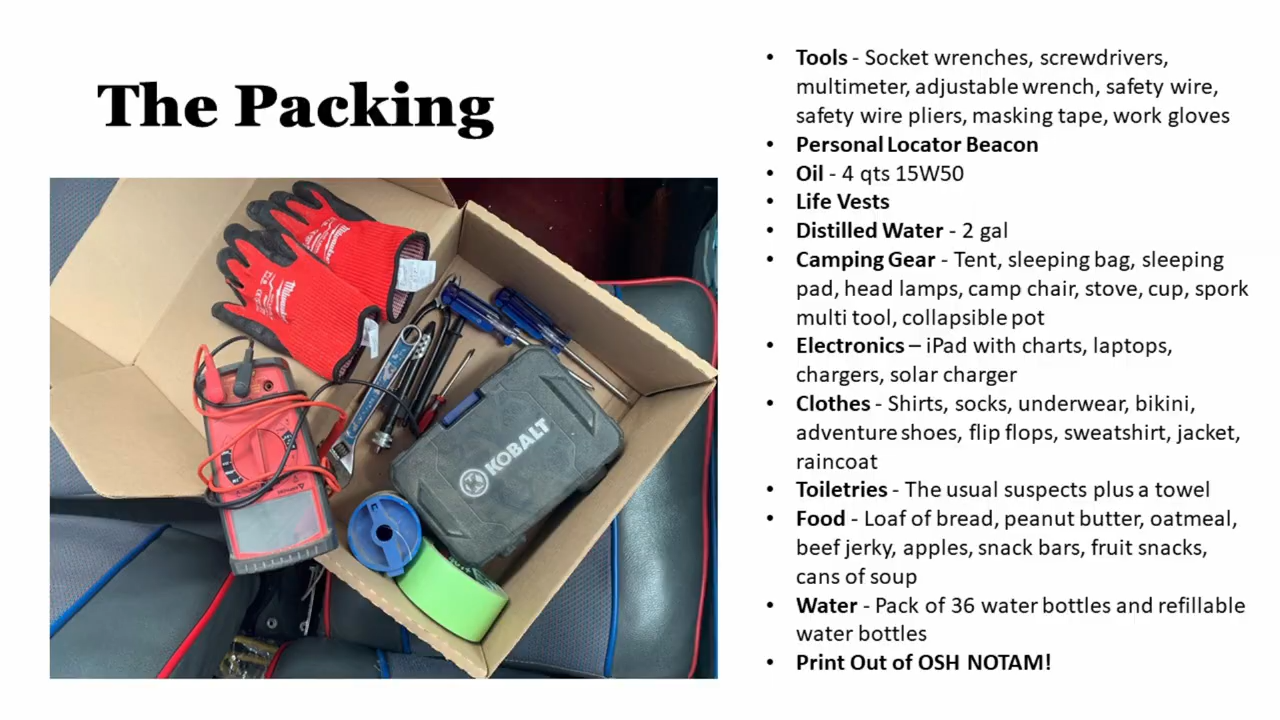 The Packing
• Tools - Socket wrenches, screwdrivers,
multimeter, adjustable wrench, safety wire,
safety wire pliers, masking tape, work gloves
• Personal Locator Beacon
• Oil - 4 qts 15W50
• Life Vests
• Distilled Water - 2 gal
• Camping Gear - Tent, sleeping bag, sleeping
pad, head lamps, camp chair, stove, cup, spork
multi tool, collapsible pot
• Electronics – iPad with charts, laptops,
chargers, solar charger
• Clothes - Shirts, socks, underwear, bikini,
adventure shoes, flip flops, sweatshirt, jacket,
raincoat
• Toiletries - The usual suspects plus a towel
• Food - Loaf of bread, peanut butter, oatmeal,
beef jerky, apples, snack bars, fruit snacks,
cans of soup
• Water - Pack of 36 water bottles and refillable
water bottles
• Print Out of OSH NOTAM!
Milwaukee
Milwaukee
KOBALT